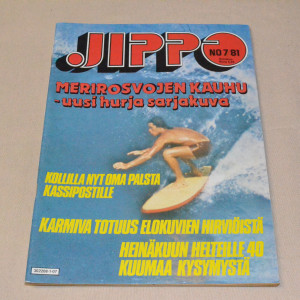 JIPPO
NO 7 81
MERIROSVOJEN KAUHU
-uusi hurja sarjakuva
KOLLILLA NYT OMA PALSTA
KASSIPOSTILLE
KARMIVA TOTUUS ELOKUVIEN HIRVIÖISTÄ
HEINÄKUUN HELTEILLE 40
KUUMAA KYSYMYSTÄ